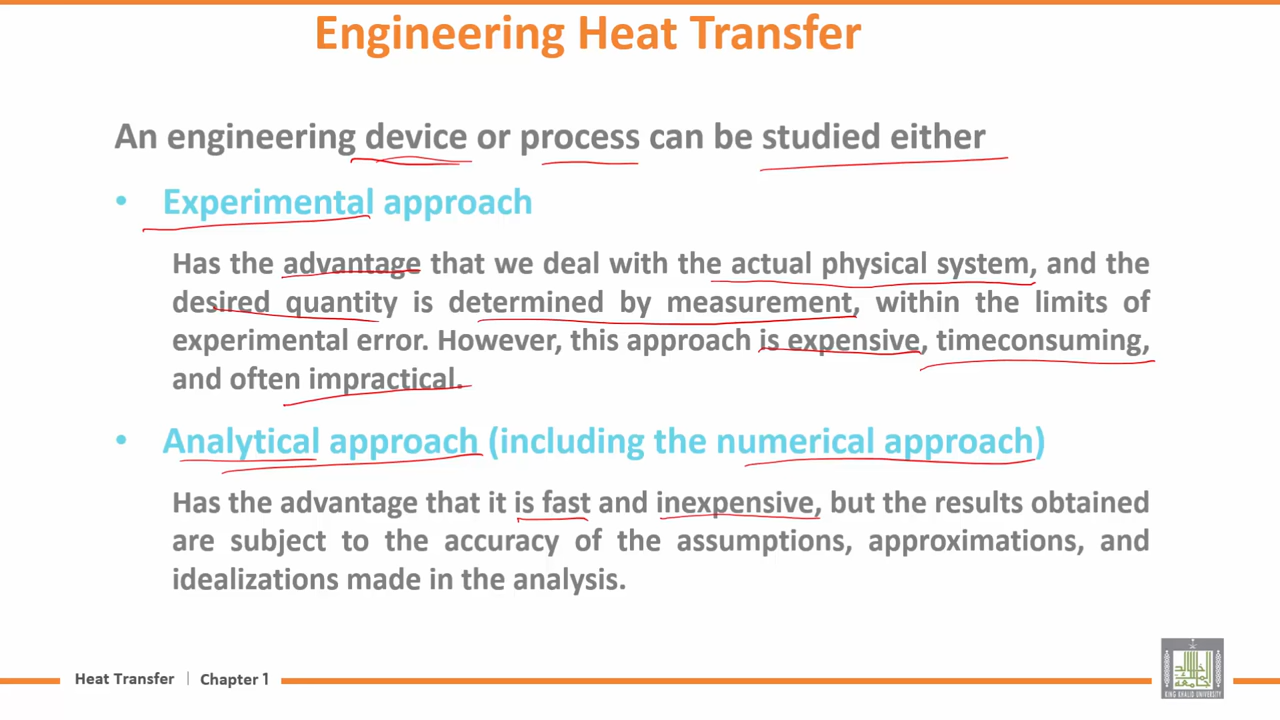 Engineering Heat Transfer
An engineering device or process can be studied either
• Experimental approach
Has the advantage that we deal with the actual physical system, and the
desired quantity is determined by measurement, within the limits of
experimental error. However, this approach is expensive, timeconsuming,
and often impractical.
• Analytical approach (including the numerical approach)
Has the advantage that it is fast and inexpensive, but the results obtained
are subject to the accuracy of the assumptions, approximations, and
idealizations made in the analysis.
Heat Transfer | Chapter 1
KING KHALID UNIVERSITY